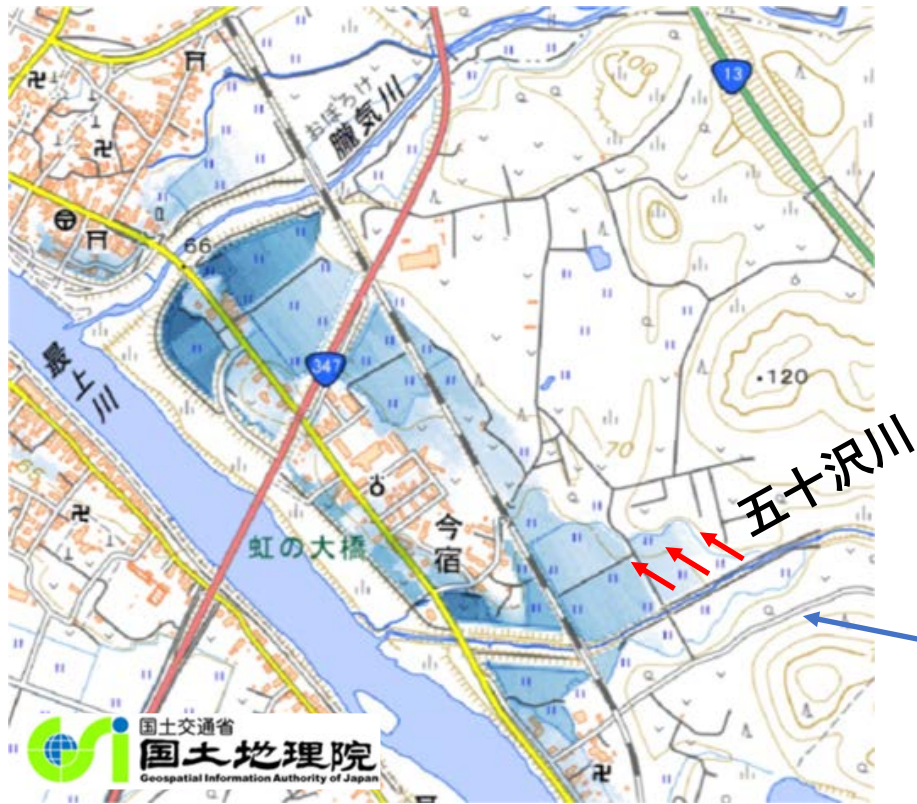 13
100
おぼろけ
朧気川
66
最上川
347
120
70
五十沢川
虹の大橋
今宿
国土交通省
国土地理院
Geospatial Information Authority of Japan